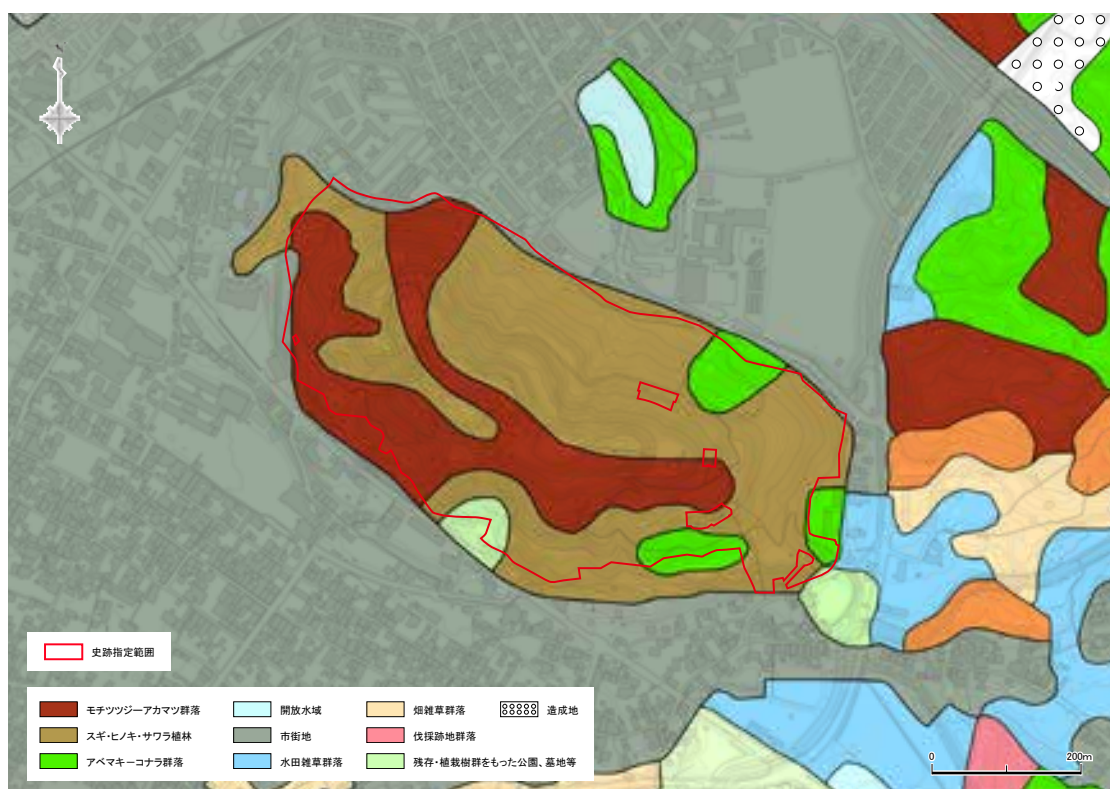 史跡指定範囲
モチツツジーアカマツ群落
開放水域
畑雑草群落
造成地
スギ・ヒノキ・サワラ植林
市街地
伐採跡地群落
アベマキーコナラ群落
水田雑草群落
残存・植栽樹群をもった公園、墓地等
0 200m